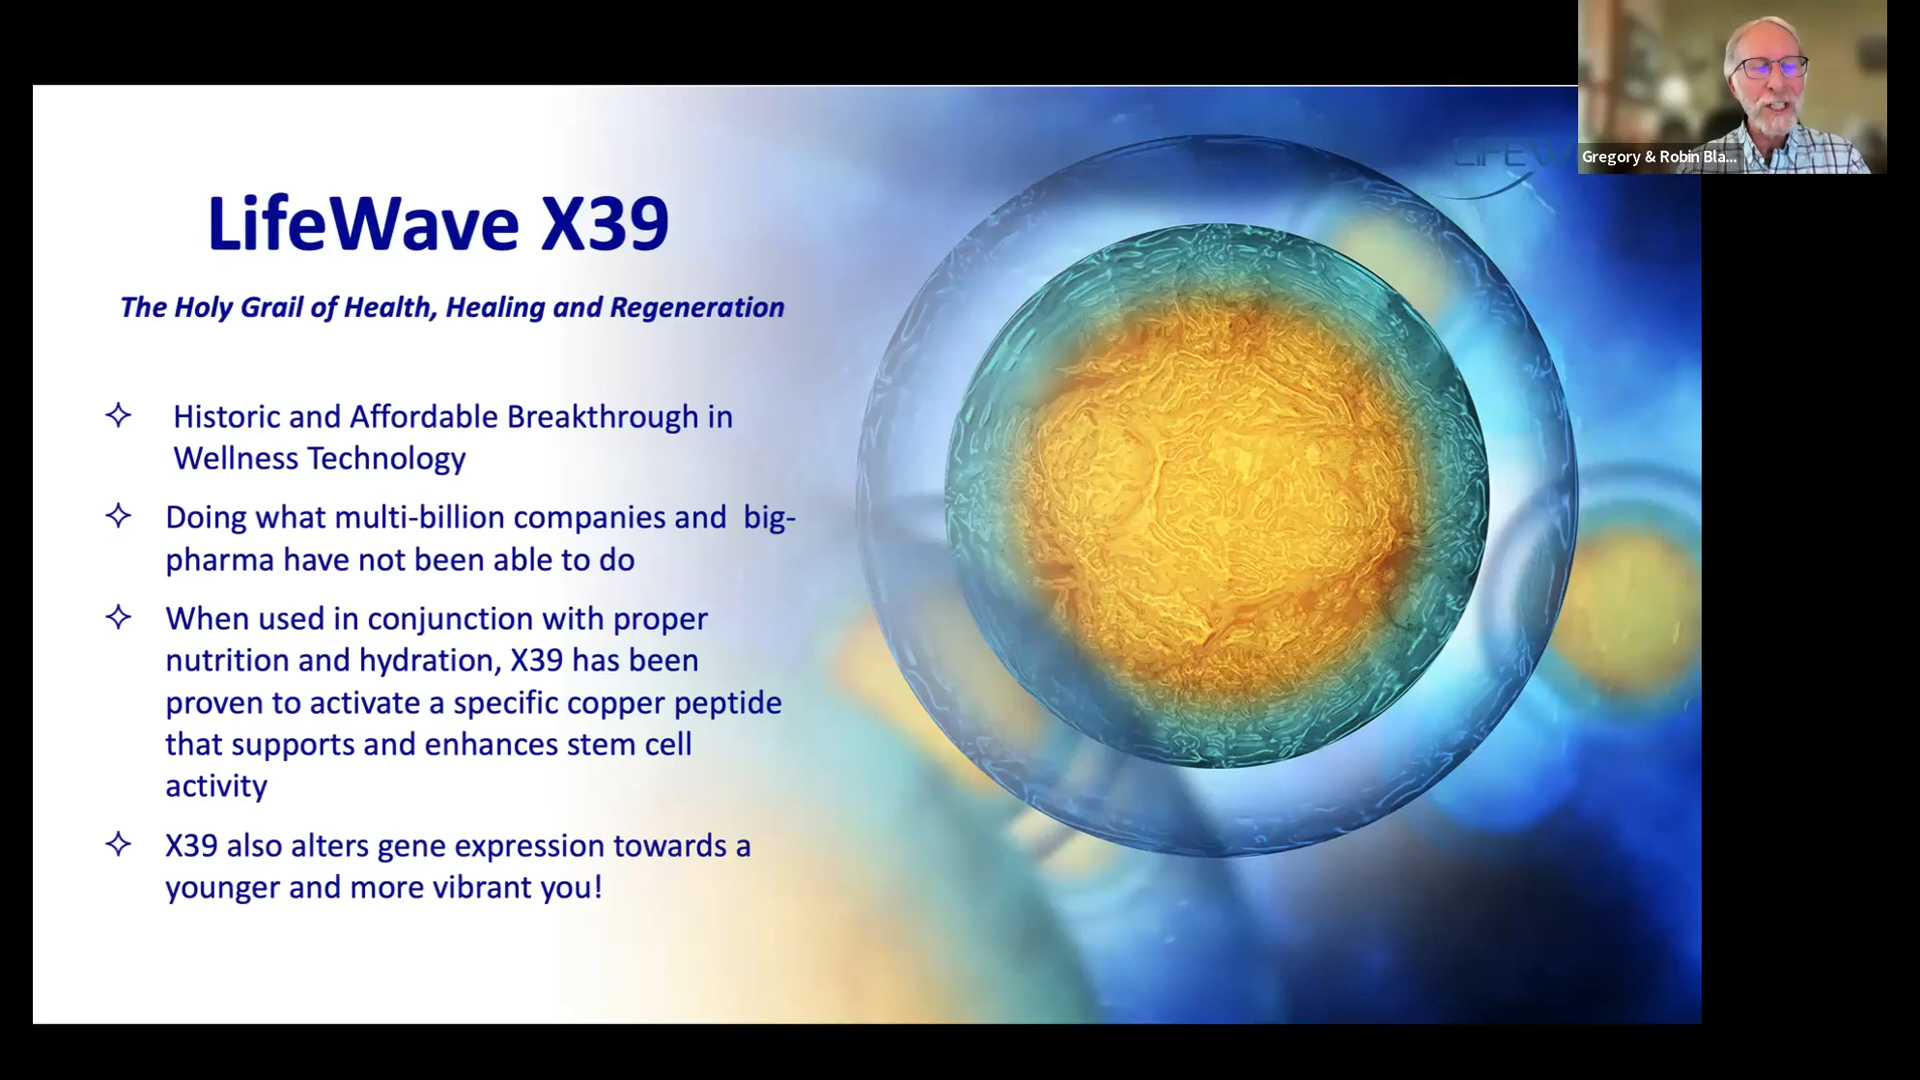 LifeWave X39
The Holy Grail of Health, Healing and Regeneration
✧ Historic and Affordable Breakthrough in
Wellness Technology
✧ Doing what multi-billion companies and big-
pharma have not been able to do
✧ When used in conjunction with proper
nutrition and hydration, X39 has been
proven to activate a specific copper peptide
that supports and enhances stem cell
activity
✧ X39 also alters gene expression towards a
younger and more vibrant you!
Gregory & Robin Bla...